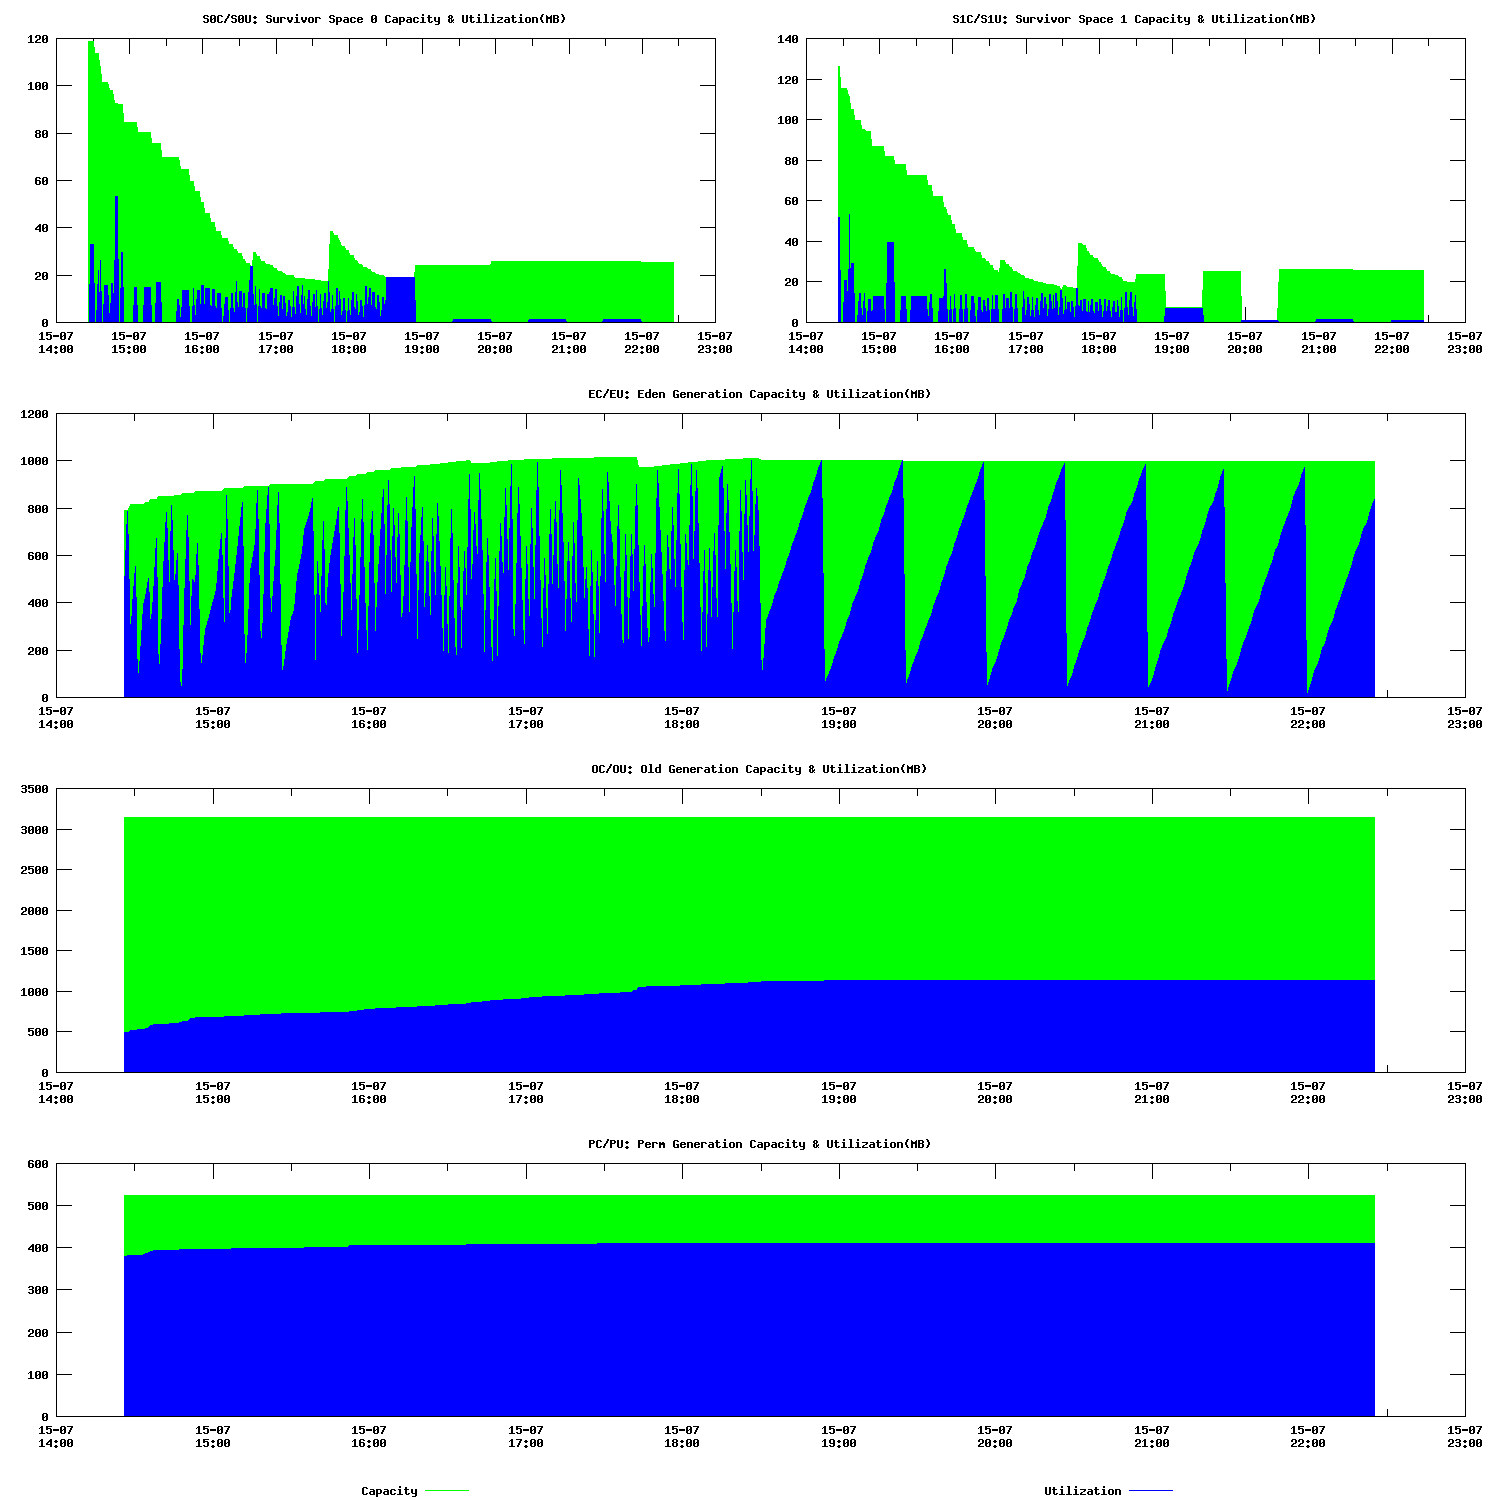 S0C/S0U: Survivor Space 0 Capacity & Utilization(MB)
120
100
80
60
40
20
0
15-07 15-07 15-07 15-07 15-07 15-07 15-07 15-07 15-07 15-07
14:00 15:00 16:00 17:00 18:00 19:00 20:00 21:00 22:00 23:00
S1C/S1U: Survivor Space 1 Capacity & Utilization(MB)
140
120
100
80
60
40
20
0
15-07 15-07 15-07 15-07 15-07 15-07 15-07 15-07 15-07 15-07
14:00 15:00 16:00 17:00 18:00 19:00 20:00 21:00 22:00 23:00
EC/EU: Eden Generation Capacity & Utilization(MB)
1200
1000
800
600
400
200
0
15-07 15-07 15-07 15-07 15-07 15-07 15-07 15-07 15-07 15-07
14:00 15:00 16:00 17:00 18:00 19:00 20:00 21:00 22:00 23:00
OC/OU: Old Generation Capacity & Utilization(MB)
3500
3000
2500
2000
1500
1000
500
0
15-07 15-07 15-07 15-07 15-07 15-07 15-07 15-07 15-07 15-07
14:00 15:00 16:00 17:00 18:00 19:00 20:00 21:00 22:00 23:00
PC/PU: Perm Generation Capacity & Utilization(MB)
600
500
400
300
200
100
0
15-07 15-07 15-07 15-07 15-07 15-07 15-07 15-07 15-07 15-07
14:00 15:00 16:00 17:00 18:00 19:00 20:00 21:00 22:00 23:00
Capacity
Utilization